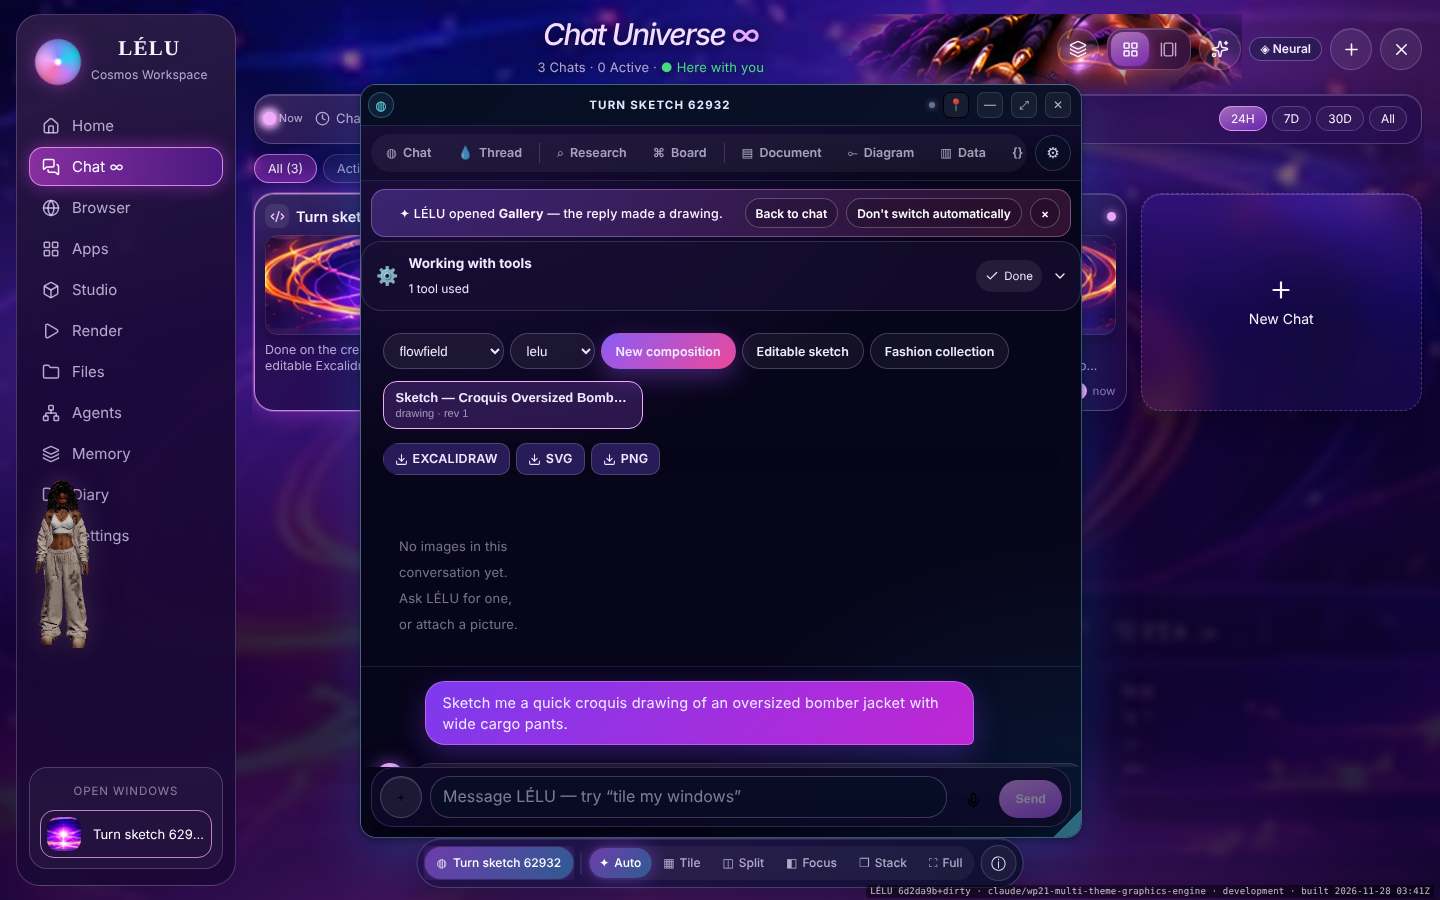 LÉLU
Cosmos Workspace
Home
Chat ∞
Browser
Apps
Studio
Render
Files
Agents
Memory
Diary
ettings
OPEN WINDOWS
Turn sketch 629...
Chat Universe ∞
3 Chats · 0 Active · Here with you
◈ Neural
Now
Cha
24H 7D 30D All
All (3)
Acti
Turn sket
Done on the cre
editable Excalidr
TURN SKETCH 62932
Chat Thread Research Board Document Diagram Data {}
✦ LÉLU opened Gallery — the reply made a drawing.
Back to chat
Don't switch automatically
×
Working with tools
1 tool used
Done
flowfield
lelu
New composition
Editable sketch
Fashion collection
Sketch — Croquis Oversized Bomb...
drawing · rev 1
EXCALIDRAW
SVG
PNG
No images in this
conversation yet.
Ask LÉLU for one,
or attach a picture.
Sketch me a quick croquis drawing of an oversized bomber jacket with
wide cargo pants.
Message LÉLU — try “tile my windows”
Send
now
New Chat
Turn sketch 62932
Auto Tile Split Focus Stack Full
LÉLU 6d2da9b+dirty · claude/wp21-multi-theme-graphics-engine · development · built 2026-11-28 03:41Z